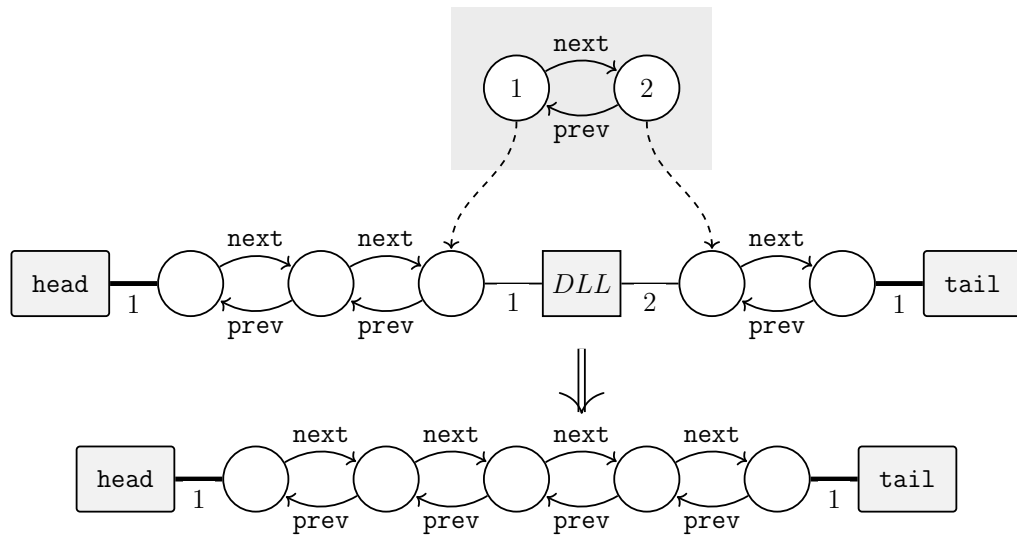 next
1 2
prev
next next next
head 1 1 DLL 2 1 tail
prev prev prev
next next next next
head 1 1 tail
prev prev prev prev